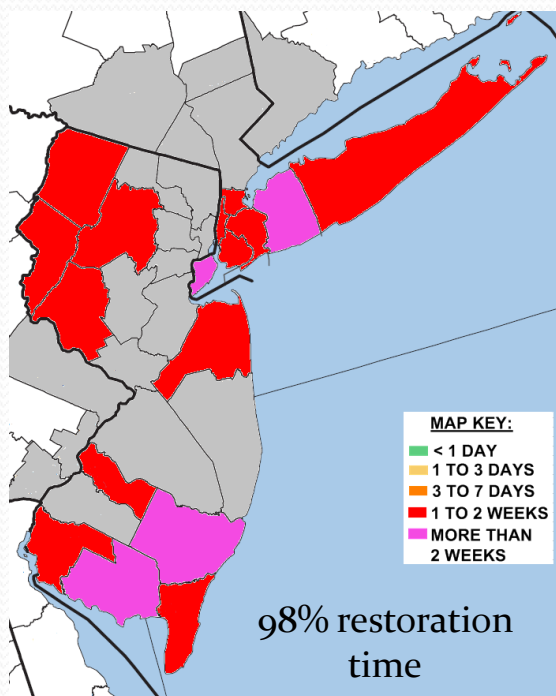 MAP KEY:
< 1 DAY
1 TO 3 DAYS
3 TO 7 DAYS
1 TO 2 WEEKS
MORE THAN
2 WEEKS
98% restoration
time